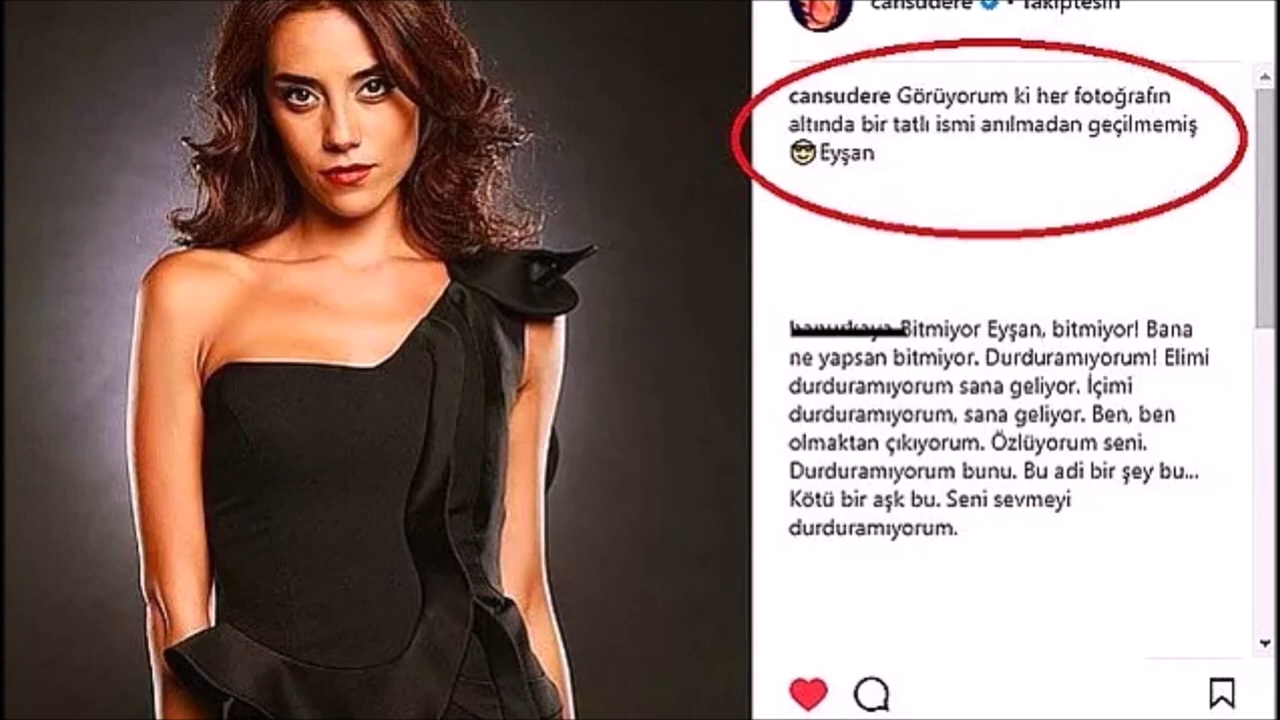 cansudere • Takiptesin
cansudere Görüyorum ki her fotoğrafın
altında bir tatlı ismi anılmadan geçilmemiş
😎Eyşan
Bitmiyor Eyşan, bitmiyor! Bana
ne yapsan bitmiyor. Durduramıyorum! Elimi
durduramıyorum sana geliyor. İçimi
durduramıyorum, sana geliyor. Ben, ben
olmaktan çıkıyorum. Özlüyorum seni.
Durduramıyorum bunu. Bu adi bir şey bu...
Kötü bir aşk bu. Seni sevmeyi
durduramıyorum.